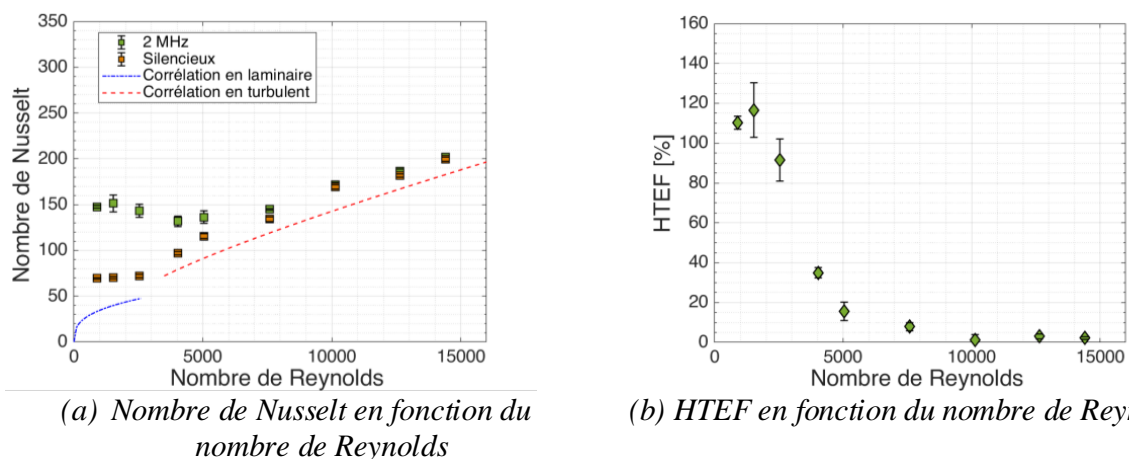 350
300
250
200
150
100
50
0
Nombre de Nusselt
2 MHz
Silencieux
Corrélation en laminaire
Corrélation en turbulent
0 5000 10000 15000
Nombre de Reynolds
(a) Nombre de Nusselt en fonction du
nombre de Reynolds
160
140
120
100
80
60
40
20
0
HTEF [%]
0 5000 10000 15000
Nombre de Reynolds
(b) HTEF en fonction du nombre de Reyn